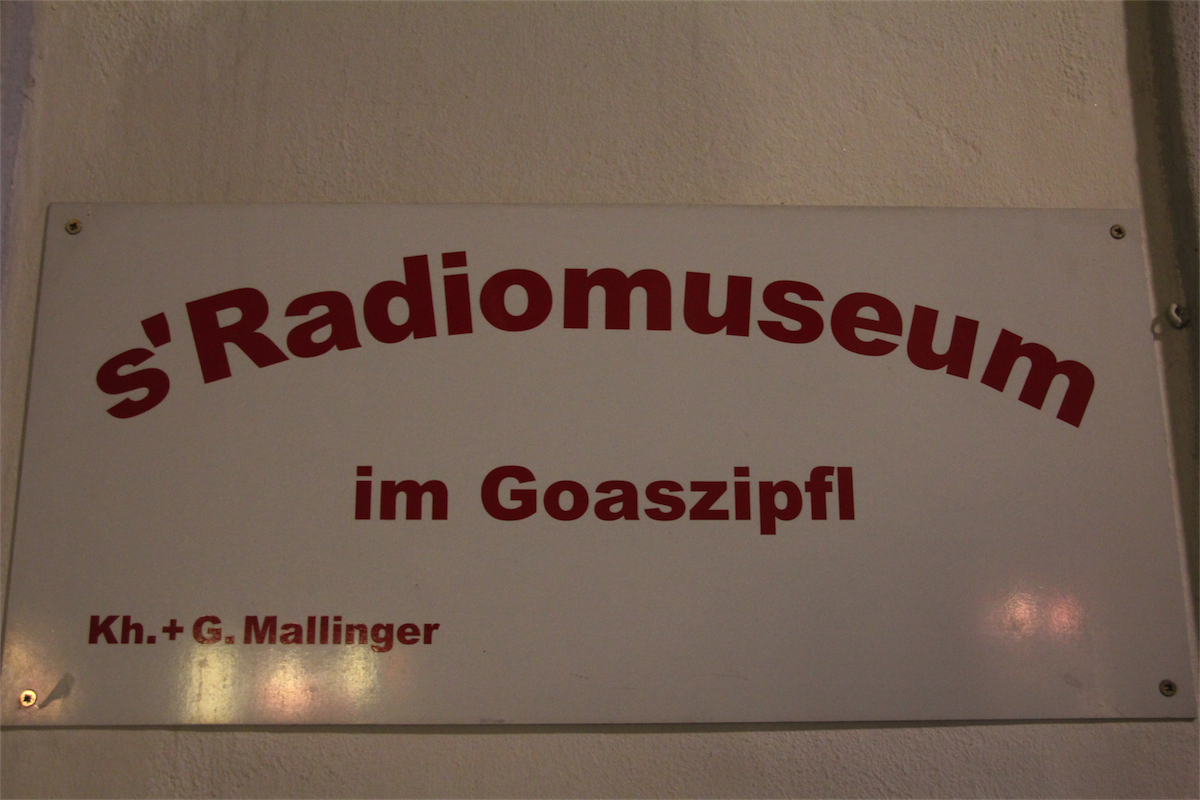 s'Radiomuseum
im Goaszipfl
Kh.+ G. Mallinger